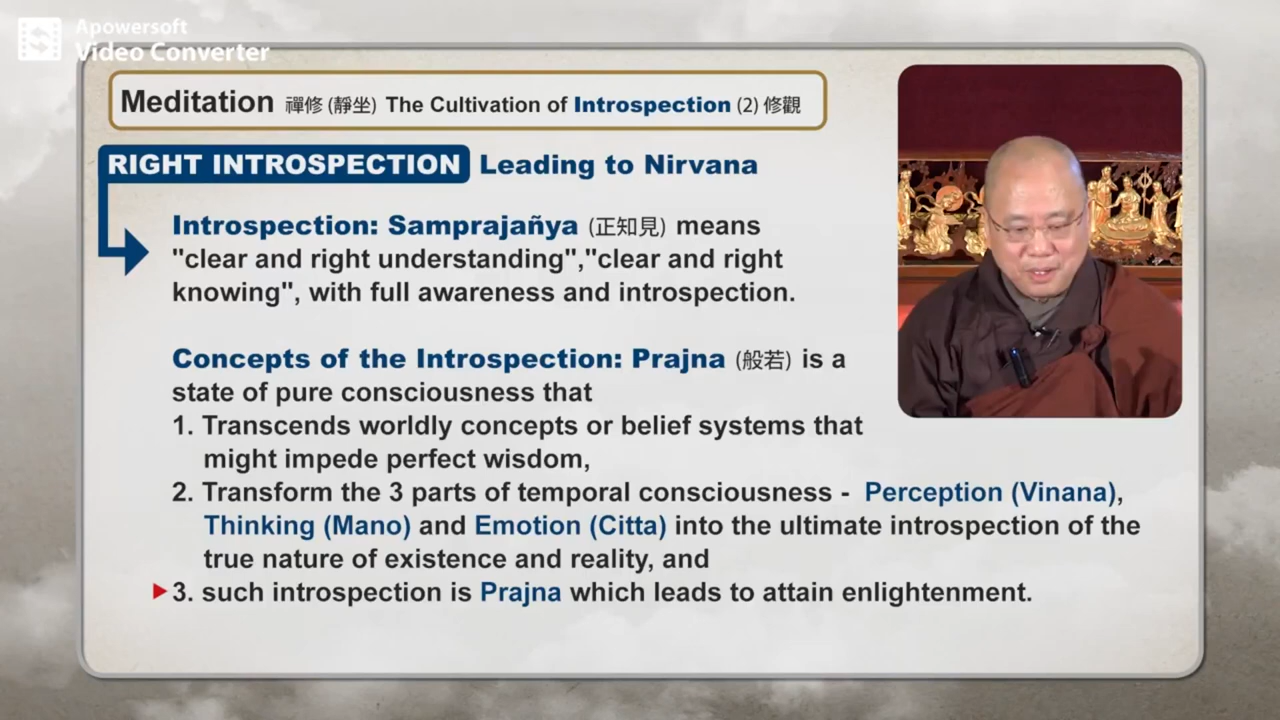 Apowersoft
Video Converter
Meditation 禪修 (靜坐) The Cultivation of Introspection (2) 修觀
RIGHT INTROSPECTION Leading to Nirvana
Introspection: Samprajañya (正知見) means
"clear and right understanding","clear and right
knowing", with full awareness and introspection.
Concepts of the Introspection: Prajna (般若) is a
state of pure consciousness that
1. Transcends worldly concepts or belief systems that
might impede perfect wisdom,
2. Transform the 3 parts of temporal consciousness - Perception (Vinana),
Thinking (Mano) and Emotion (Citta) into the ultimate introspection of the
true nature of existence and reality, and
3. such introspection is Prajna which leads to attain enlightenment.